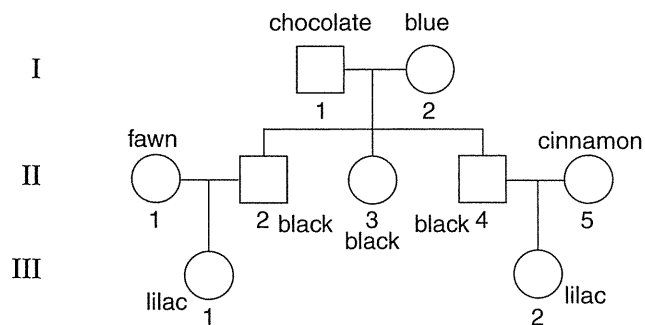 chocolate blue
I
1 2
fawn cinnamon
II
1 2 black 3 black 4 5
black
III
lilac 1 2 lilac